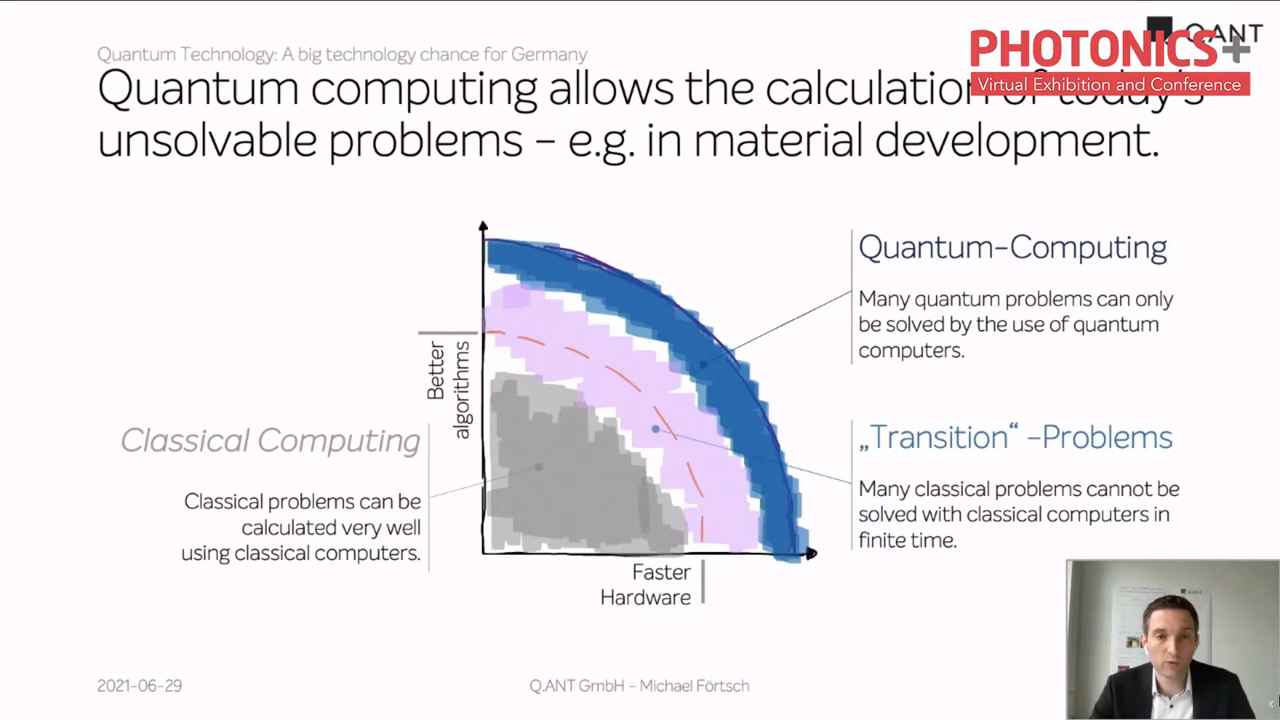 Quantum Technology: A big technology chance for Germany
Q.ANT
PHOTONICS+
Virtual Exhibition and Conference
Quantum computing allows the calculation of today's
unsolvable problems – e.g. in material development.
Quantum-Computing
Many quantum problems can only
be solved by the use of quantum
computers.
Better
algorithms
Classical Computing
Classical problems can be
calculated very well
using classical computers.
„Transition“ -Problems
Many classical problems cannot be
solved with classical computers in
finite time.
Faster
Hardware
2021-06-29
Q.ANT GmbH – Michael Förtsch